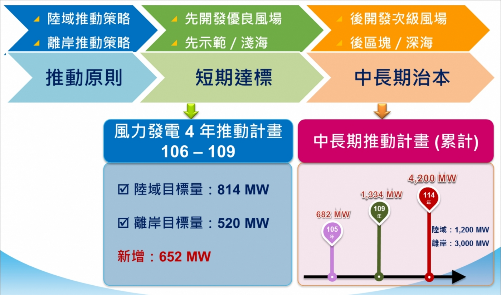 陸域推動策略
離岸推動策略
先開發優良風場
先示範 / 淺海
後開發次級風場
後區塊 / 深海
推動原則
短期達標
中長期治本
風力發電 4 年推動計畫
106 – 109
☑ 陸域目標量：814 MW
☑ 離岸目標量：520 MW
新增：652 MW
中長期推動計畫 (累計)
4,200 MW
1,334 MW
682 MW
114
年
109
年
105
年
陸域：1,200 MW
離岸：3,000 MW